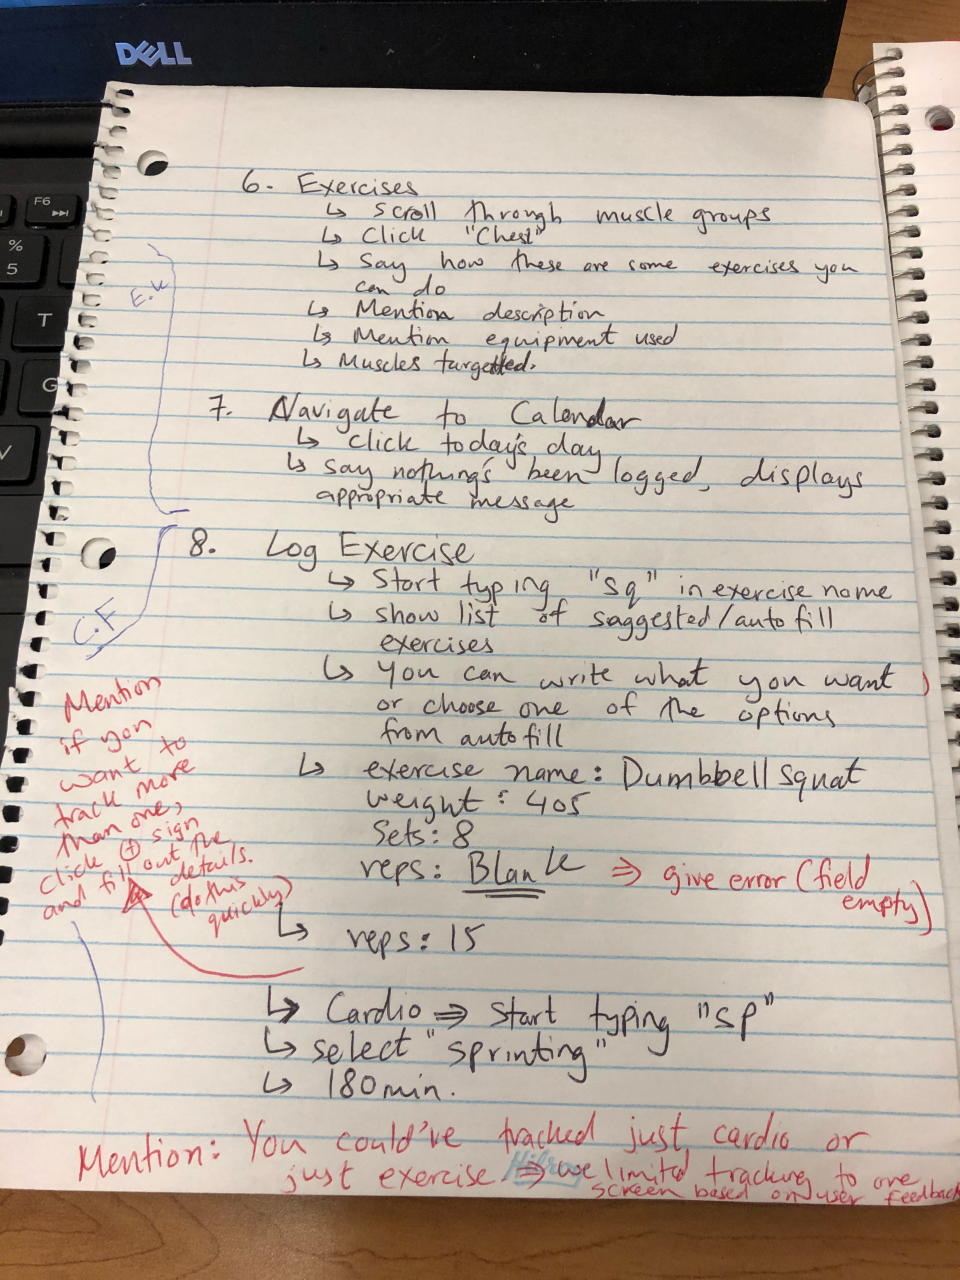 DELL
F6
%
5
T
G
V
6. Exercises
↳ Scroll through muscle groups
↳ Click "Chest"
↳ Say how these are some exercises you
can do
↳ Mention description
↳ Mention equipment used
↳ Muscles targetted.
E.K
7. Navigate to Calendar
↳ Click today's day
↳ Say nothing's been logged, displays
appropriate message
C.F
8. Log Exercise
↳ Start typing "sq" in exercise name
↳ show list of saggested/auto fill
exercises
↳ you can write what you want
or choose one of the options
from autofill
↳ exercise name: Dumbbell squat
weight: 405
Sets: 8
reps: Blank ⇒ give error (field
empty)
↳ reps: 15
Mention
if you
want to
track more
than one,
click ⊕ sign
and fill out the
details.
(do this
quickly)
↳ Cardio ⇒ Start typing "sp"
↳ select "sprinting"
↳ 180min.
Mention: You could've tracked just cardio or
just exercise ⇒ we limited tracking to one
screen based on user feedback